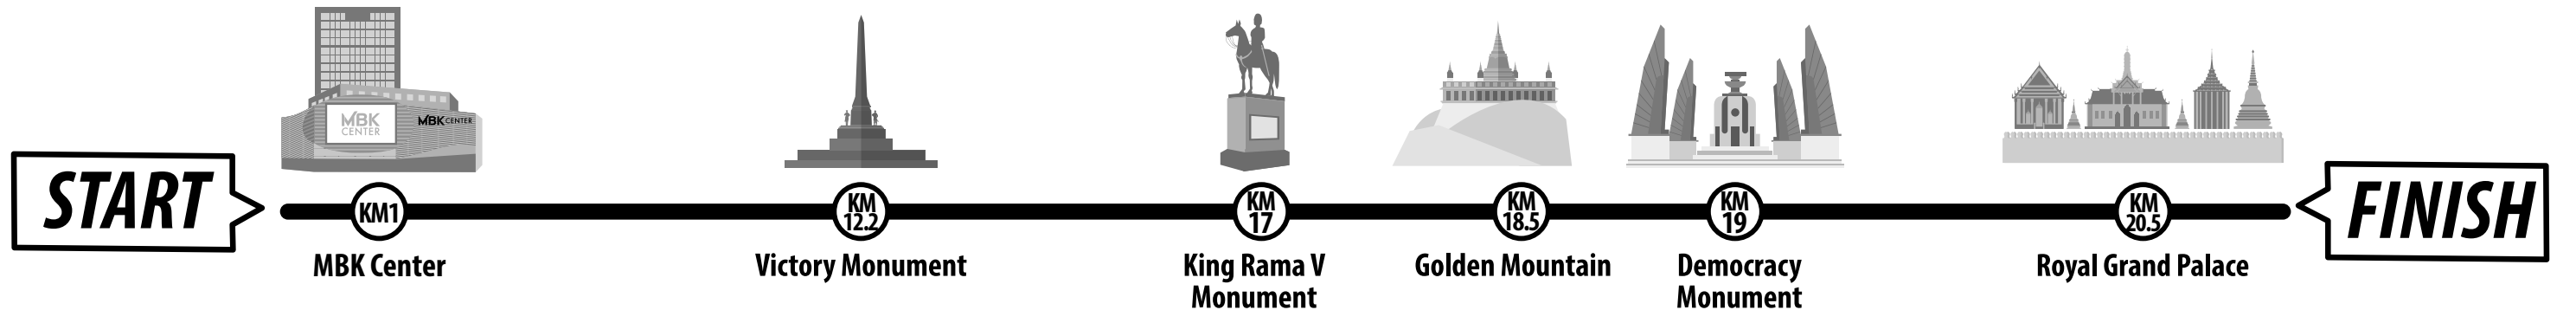 MBK
CENTER
MBK CENTER
START
KM1
KM
12.2
KM
17
KM
18.5
KM
19
KM
20.5
FINISH
MBK Center
Victory Monument
King Rama V
Monument
Golden Mountain
Democracy
Monument
Royal Grand Palace